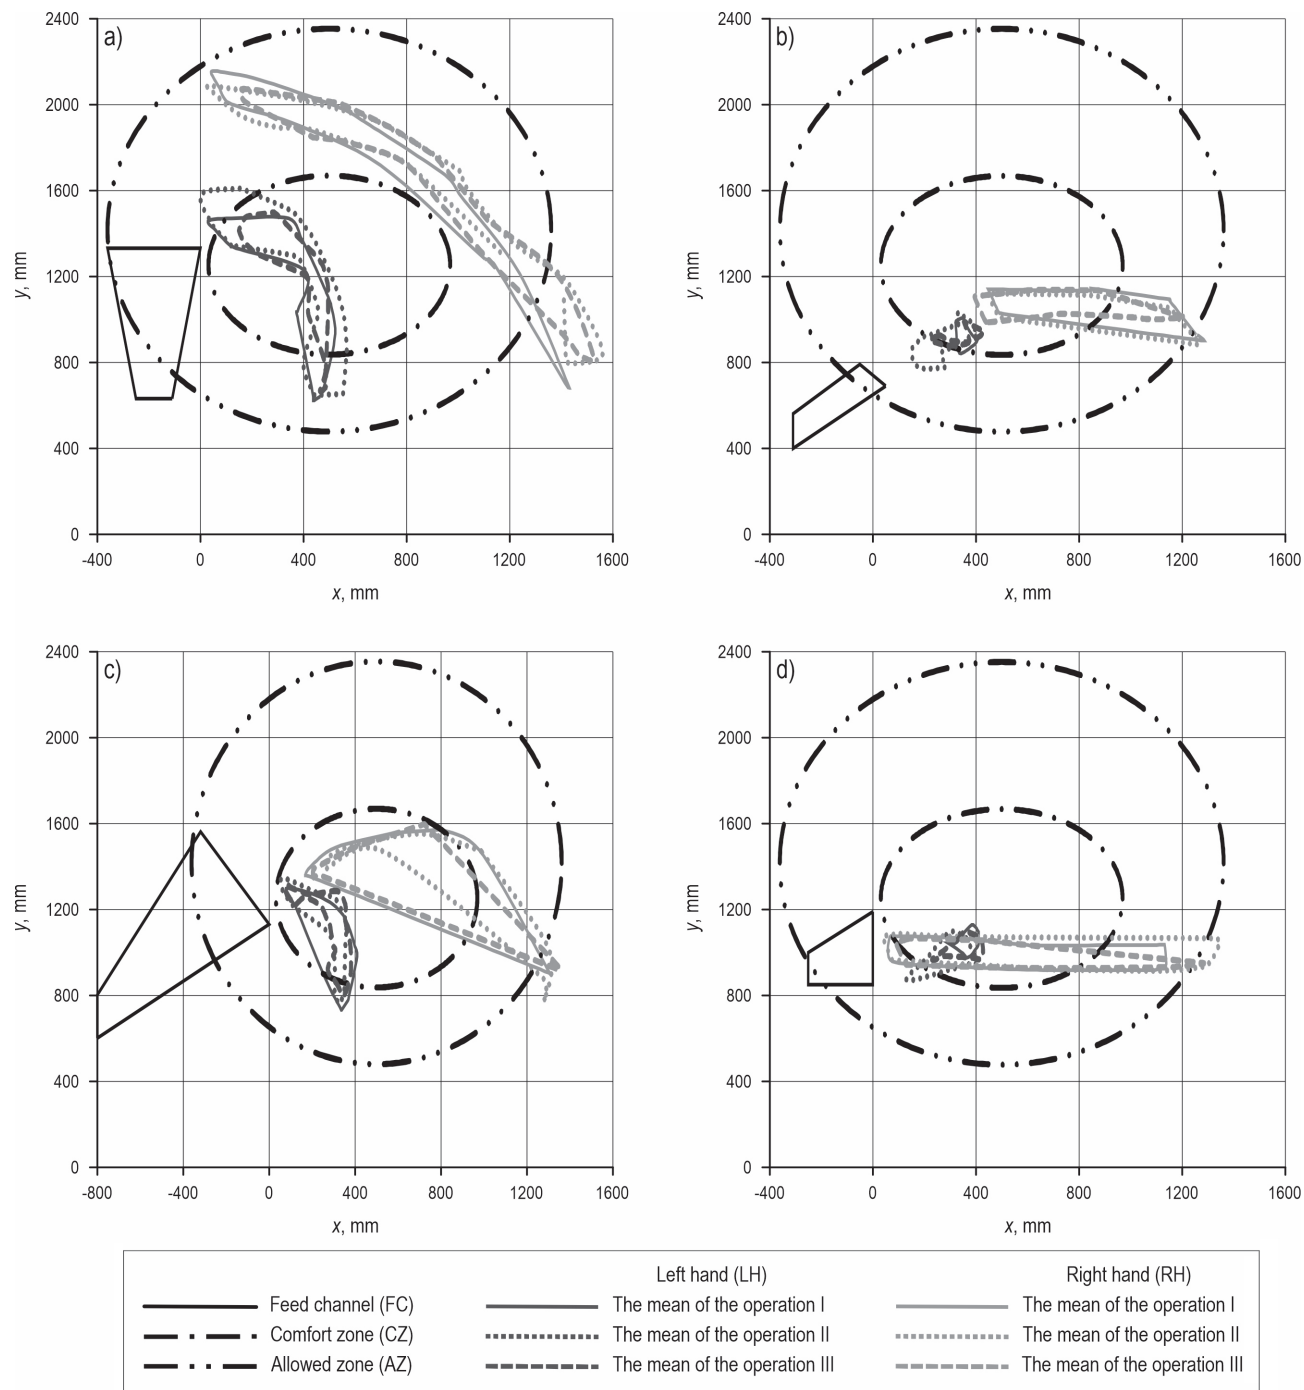 a)
2400
2000
1600
1200
800
400
0
y, mm
-400 0 400 800 1200 1600
x, mm
b)
2400
2000
1600
1200
800
400
0
y, mm
-400 0 400 800 1200 1600
x, mm
c)
2400
2000
1600
1200
800
400
0
y, mm
-800 -400 0 400 800 1200 1600
x, mm
d)
2400
2000
1600
1200
800
400
0
y, mm
-400 0 400 800 1200 1600
x, mm
Left hand (LH) Right hand (RH)
Feed channel (FC) The mean of the operation I The mean of the operation I
Comfort zone (CZ) The mean of the operation II The mean of the operation II
Allowed zone (AZ) The mean of the operation III The mean of the operation III